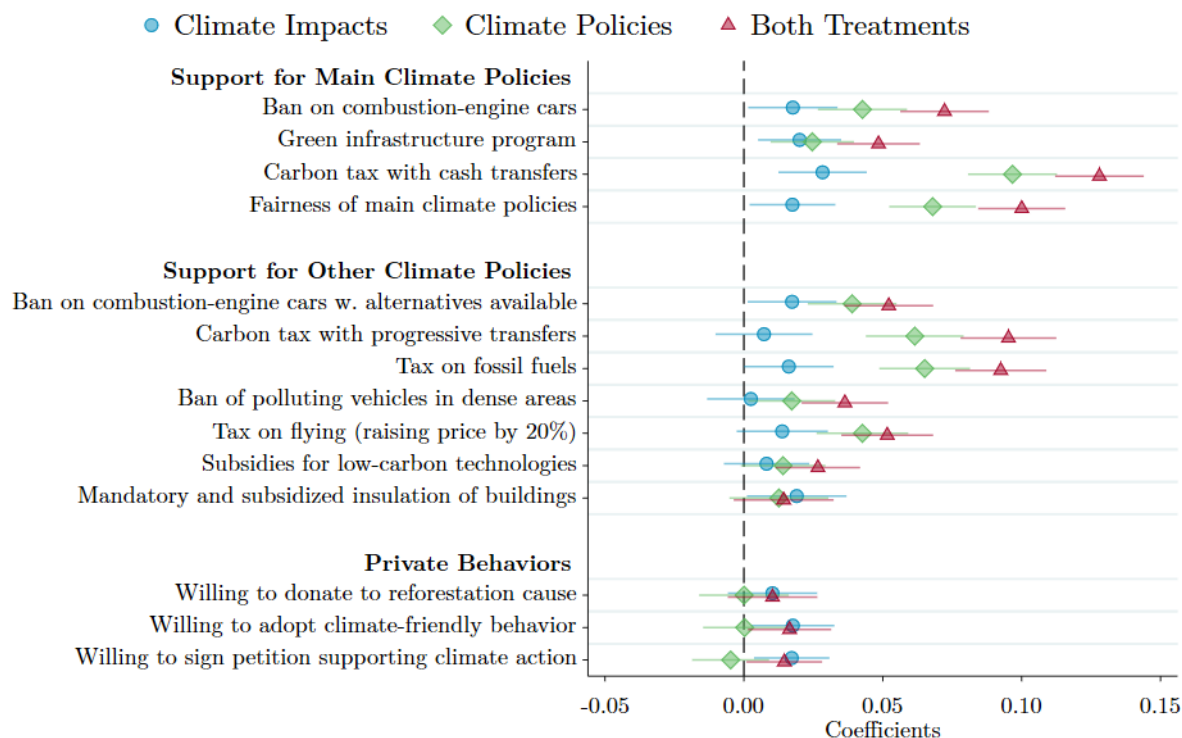 Climate Impacts Climate Policies Both Treatments
Support for Main Climate Policies
Ban on combustion-engine cars
Green infrastructure program
Carbon tax with cash transfers
Fairness of main climate policies
Support for Other Climate Policies
Ban on combustion-engine cars w. alternatives available
Carbon tax with progressive transfers
Tax on fossil fuels
Ban of polluting vehicles in dense areas
Tax on flying (raising price by 20%)
Subsidies for low-carbon technologies
Mandatory and subsidized insulation of buildings
Private Behaviors
Willing to donate to reforestation cause
Willing to adopt climate-friendly behavior
Willing to sign petition supporting climate action
-0.05 0.00 0.05 0.10 0.15
Coefficients